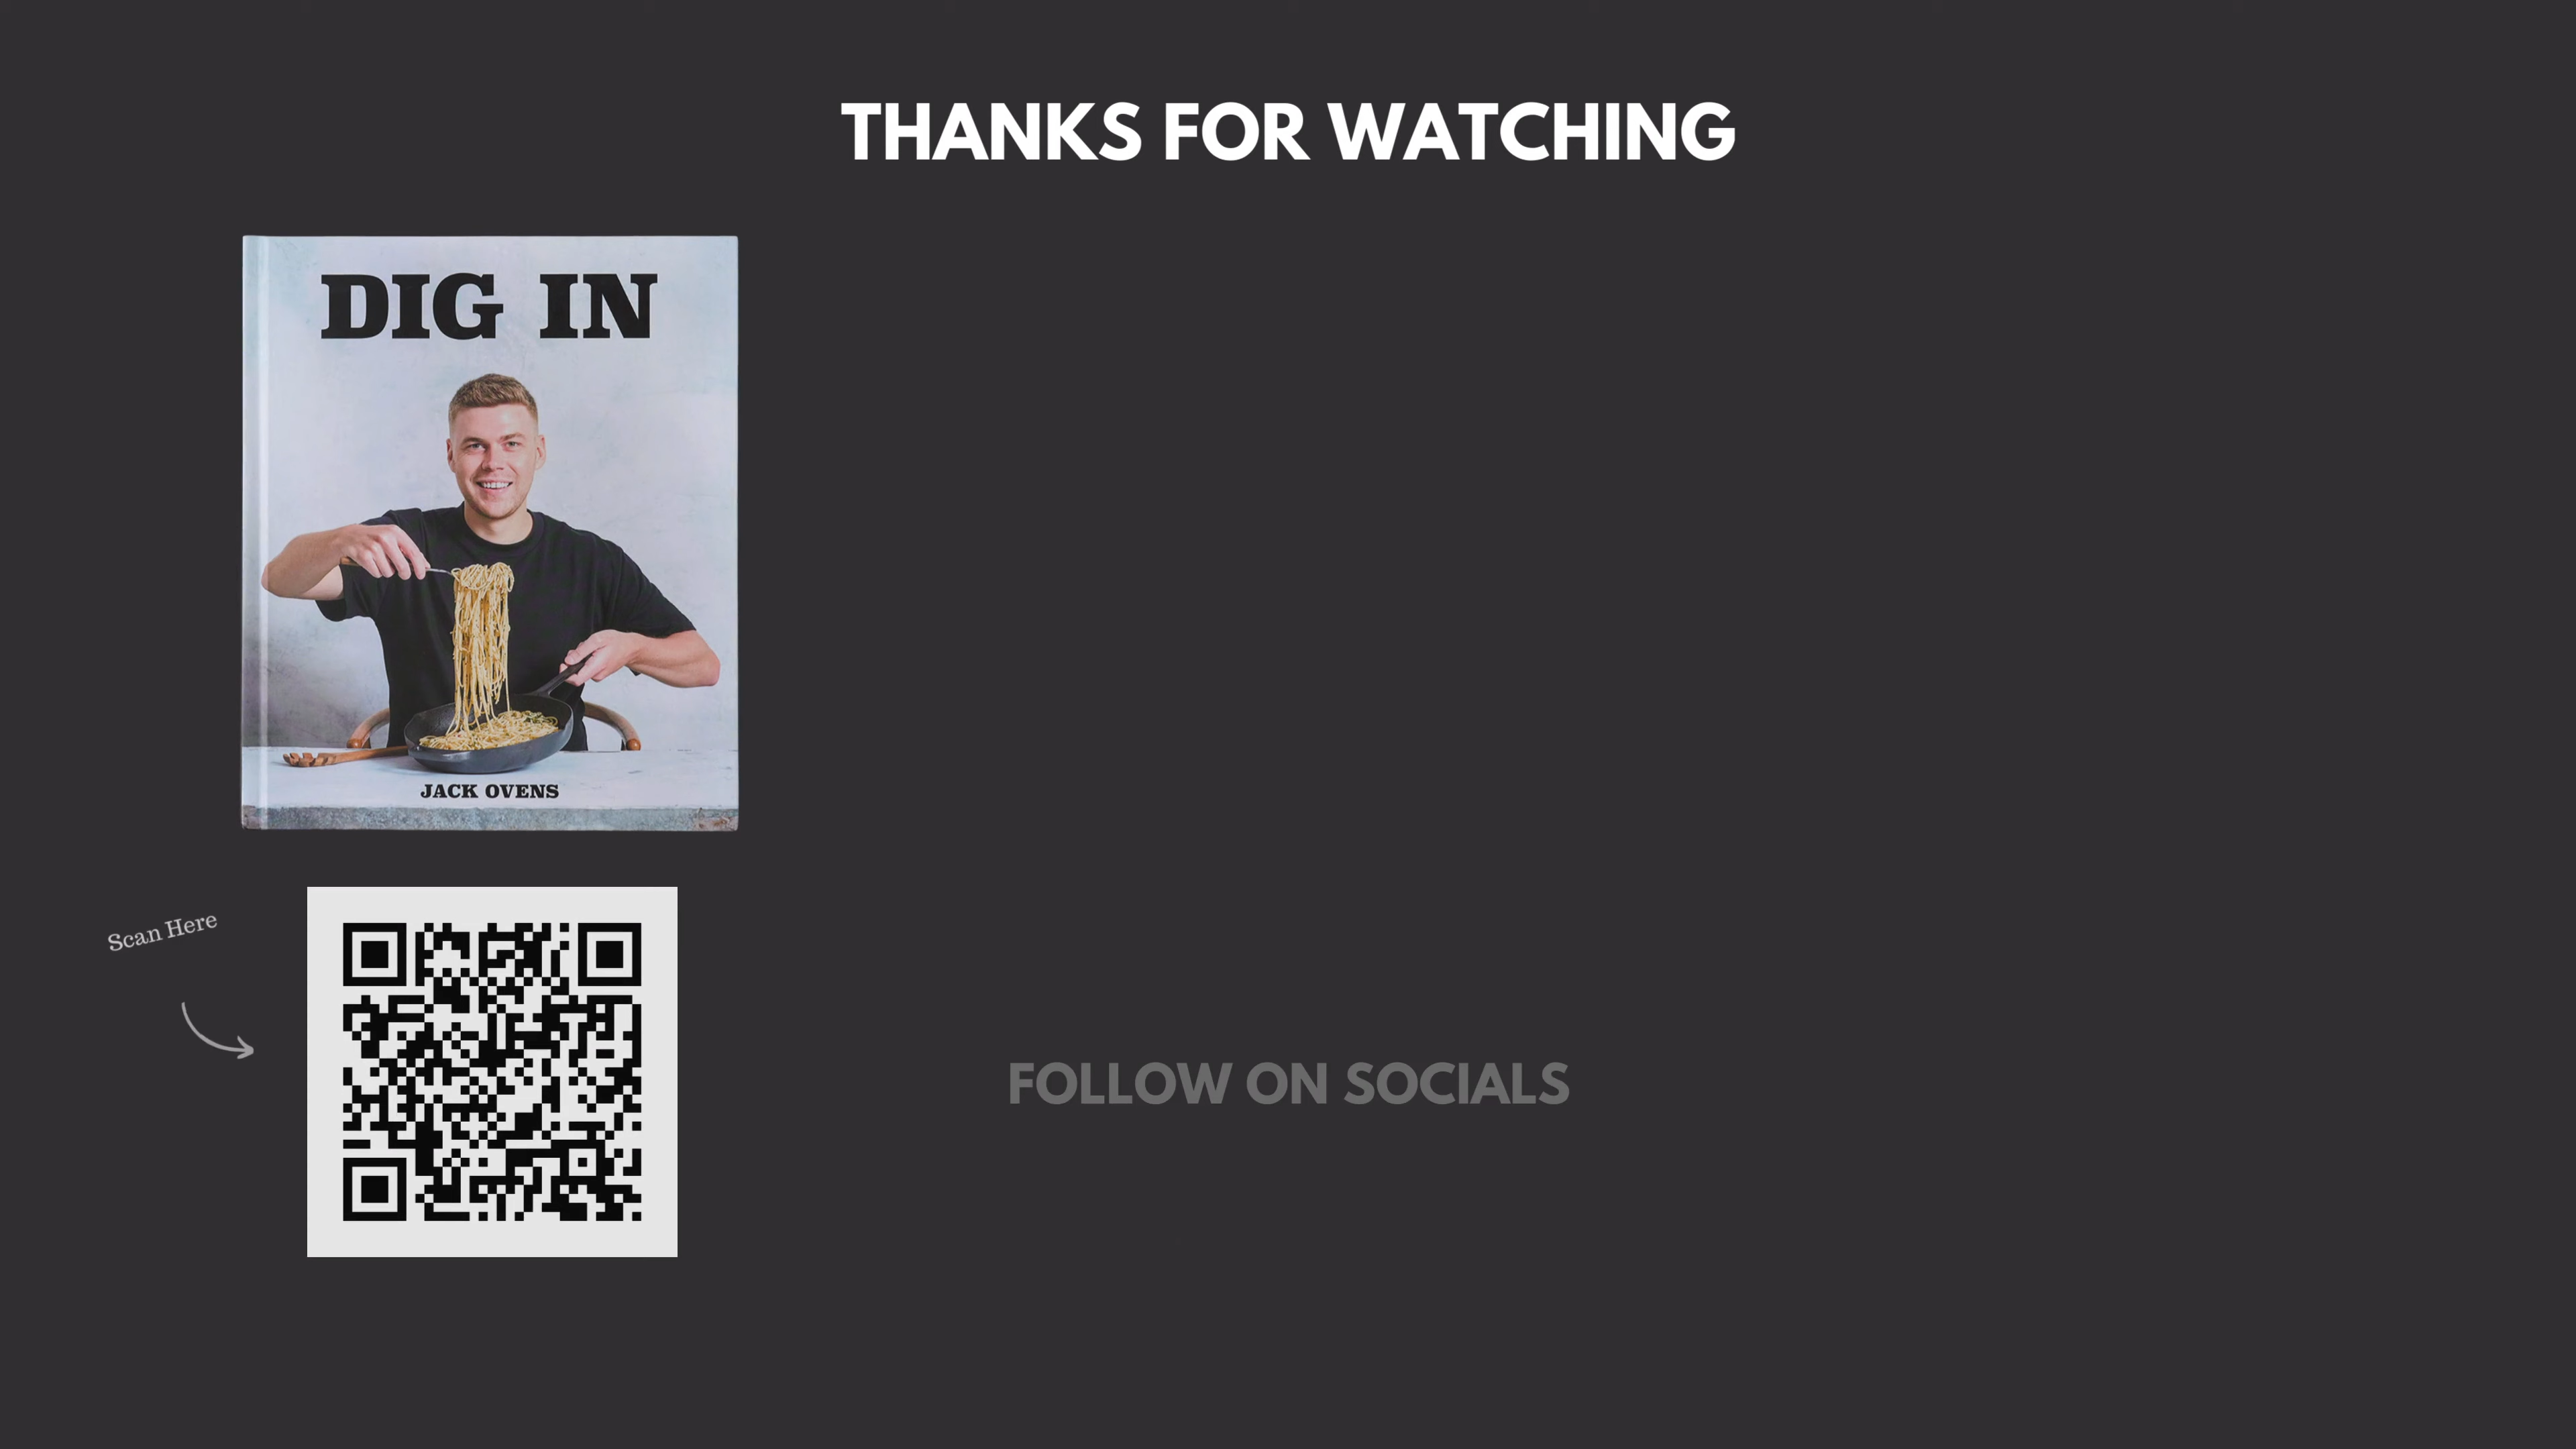 THANKS FOR WATCHING
DIG IN
JACK OVENS
Scan Here
FOLLOW ON SOCIALS